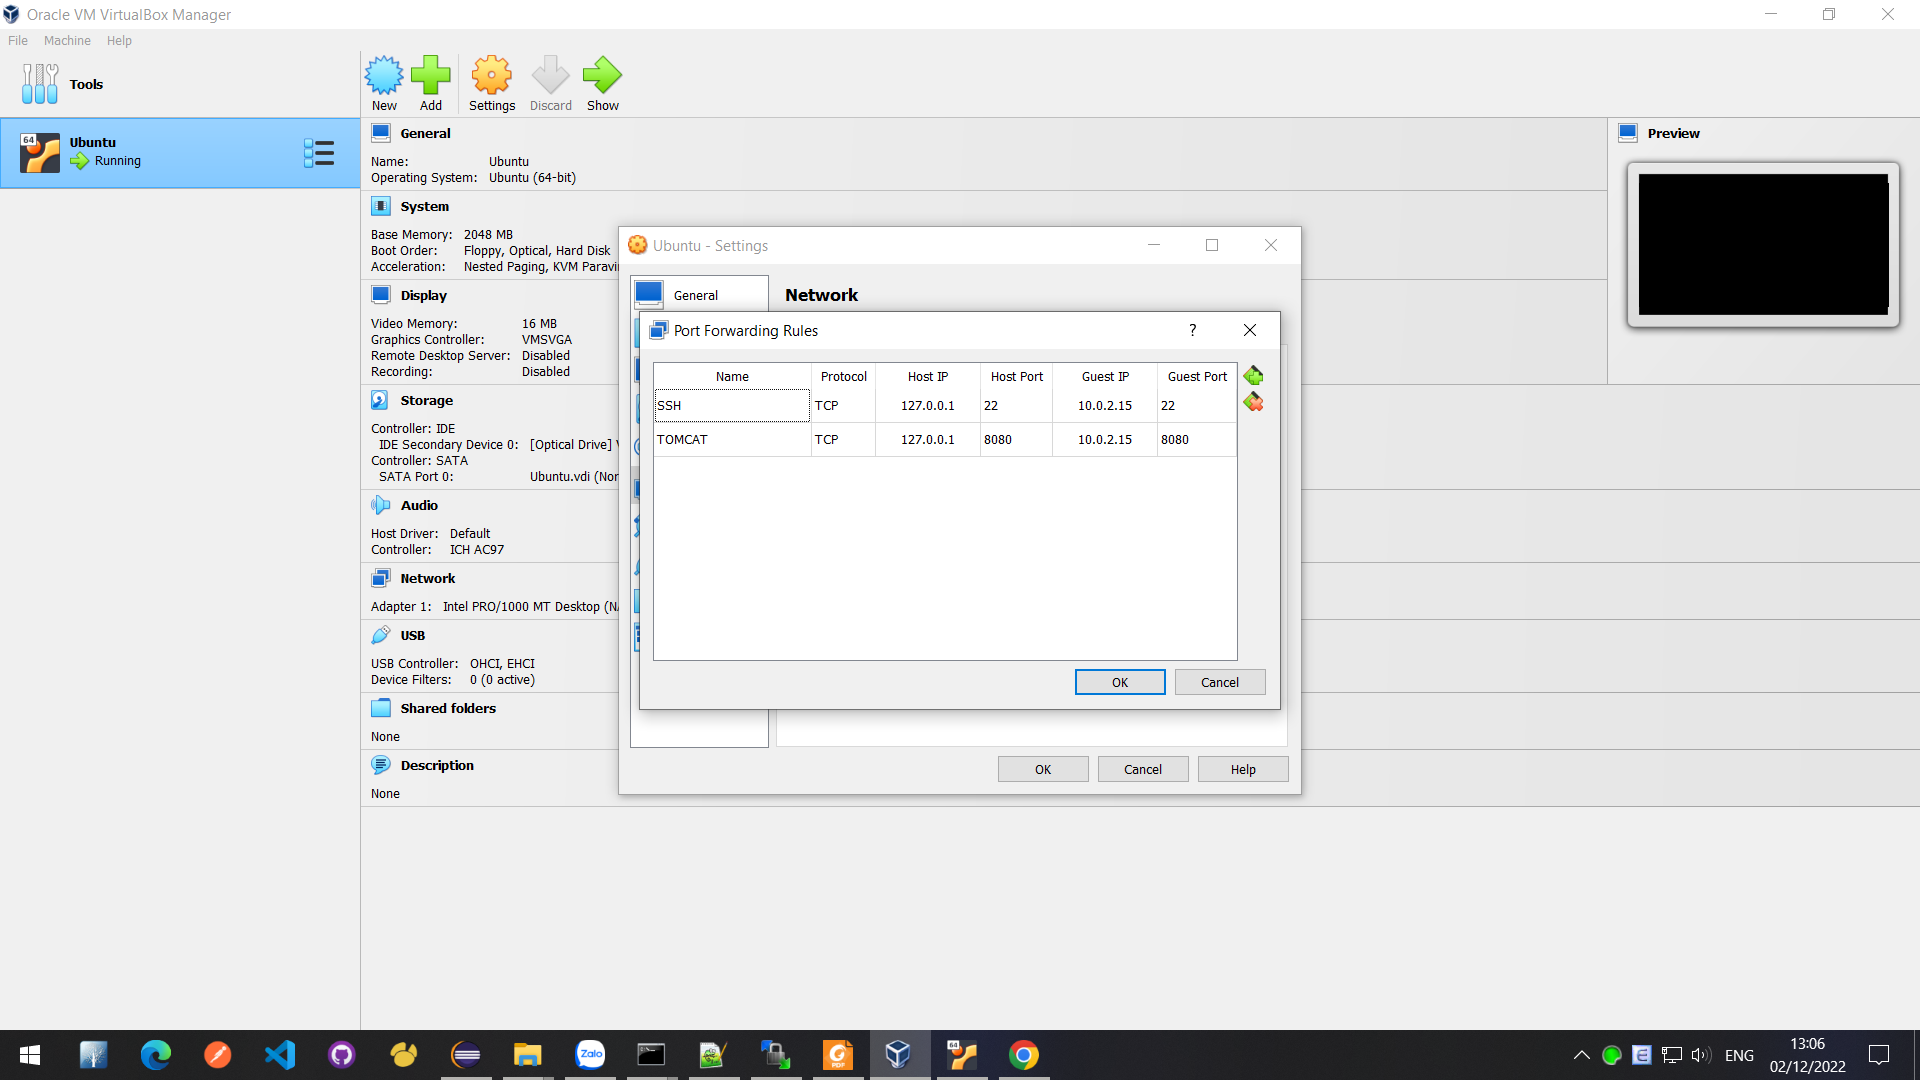 Oracle VM VirtualBox Manager
File Machine Help
Tools
New Add Settings Discard Show
64 Ubuntu
Running
General
Name: Ubuntu
Operating System: Ubuntu (64-bit)
Preview
System
Base Memory: 2048 MB
Boot Order: Floppy, Optical, Hard Disk
Acceleration: Nested Paging, KVM Paravi
Display
Video Memory: 16 MB
Graphics Controller: VMSVGA
Remote Desktop Server: Disabled
Recording: Disabled
Storage
Controller: IDE
IDE Secondary Device 0: [Optical Drive] V
Controller: SATA
SATA Port 0: Ubuntu.vdi (Nor
Audio
Host Driver: Default
Controller: ICH AC97
Network
Adapter 1: Intel PRO/1000 MT Desktop (NA
USB
USB Controller: OHCI, EHCI
Device Filters: 0 (0 active)
Shared folders
None
Description
None
Ubuntu - Settings
General
Network
Port Forwarding Rules
?
Name Protocol Host IP Host Port Guest IP Guest Port
SSH TCP 127.0.0.1 22 10.0.2.15 22
TOMCAT TCP 127.0.0.1 8080 10.0.2.15 8080
OK Cancel
OK Cancel Help
Zalo
PDF
64
ENG
13:06
02/12/2022